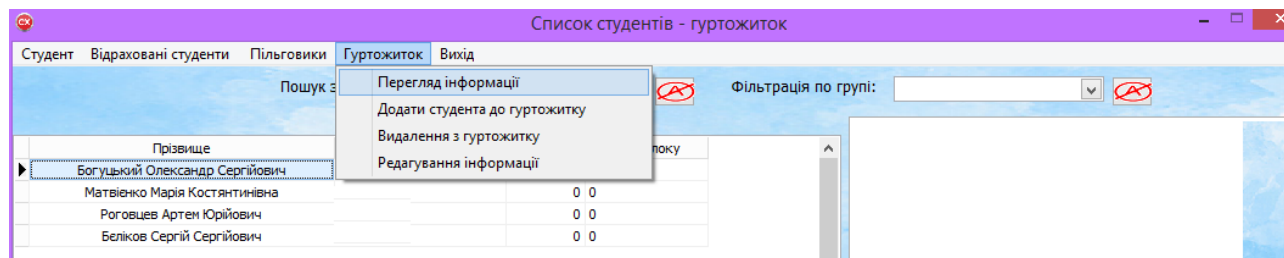 Список студентів - гуртожиток
Студент Відраховані студенти Пільговики Гуртожиток Вихід
Пошук з
Фільтрація по групі:
Перегляд інформації
Додати студента до гуртожитку
Видалення з гуртожитку
Редагування інформації
Прізвище
локу
Богуцький Олександр Сергійович
Матвієнко Марія Костянтинівна 0 0
Роговцев Артем Юрійович 0 0
Бєліков Сергій Сергійович 0 0